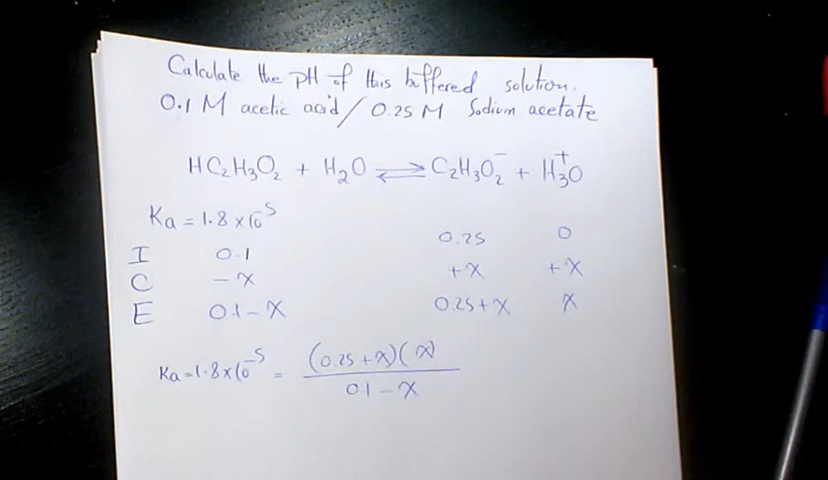 Calculate the pH of this buffered solution.
0.1 M acetic acid / 0.25 M Sodium acetate
HC₂H₃O₂ + H₂O ⇌ C₂H₃O₂⁻ + H₃O⁺
Ka = 1.8 × 10⁻⁵
I 0.1 0.25 0
C - x + x + x
E 0.1 - x 0.25 + x x
Ka = 1.8 × 10⁻⁵ = (0.25 + x)(x)
0.1 - x